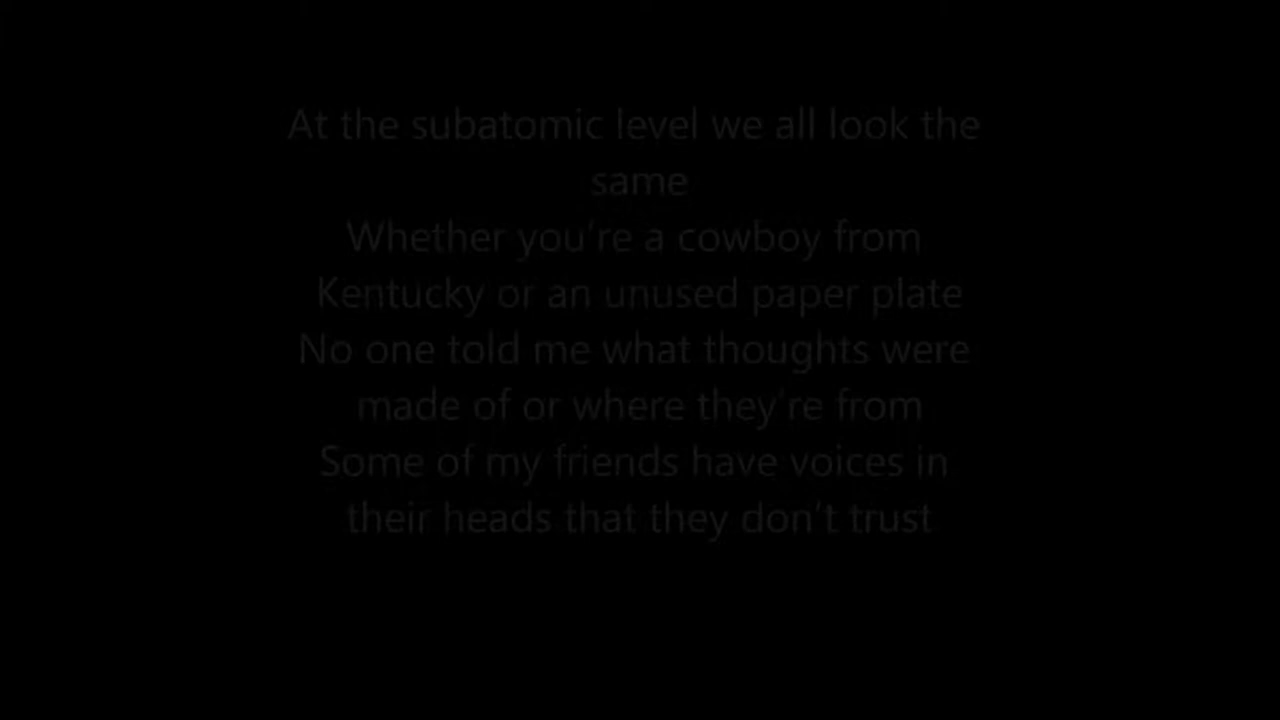 At the subatomic level we all look the
same
Whether you're a cowboy from
Kentucky or an unused paper plate
No one told me what thoughts were
made of or where they're from
Some of my friends have voices in
their heads that they don't trust